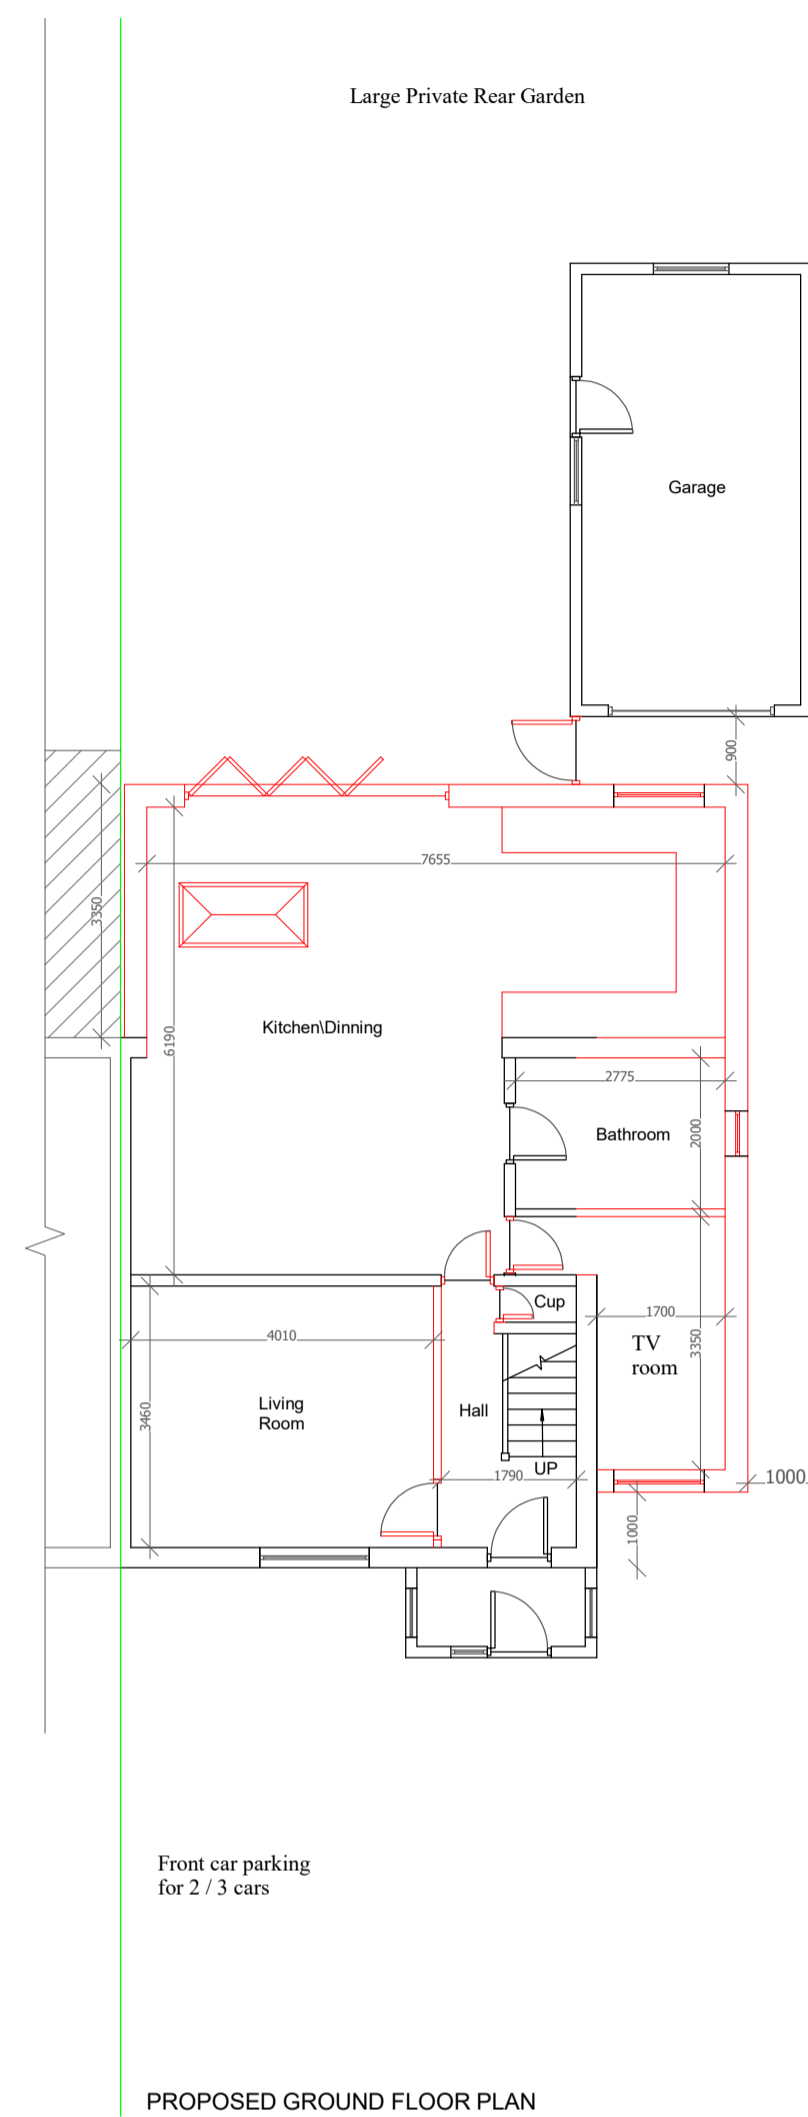 Large Private Rear Garden
Garage
900
7655
3350
6190
Kitchen\Dinning
2775
Bathroom
2000
Cup
1700
4010
TV
room
3350
Living
Room
3460
Hall
UP
1790
1000
1000
Front car parking
for 2 / 3 cars
PROPOSED GROUND FLOOR PLAN